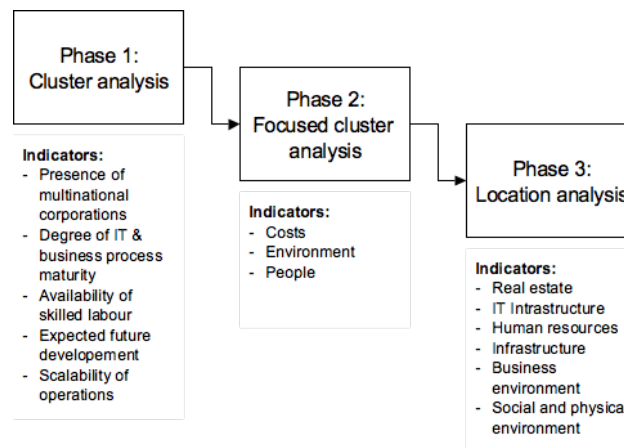 Phase 1:
Cluster analysis
Indicators:
- Presence of
multinational
corporations
- Degree of IT &
business process
maturity
- Availability of
skilled labour
- Expected future
developement
- Scalability of
operations
Phase 2:
Focused cluster
analysis
Indicators:
- Costs
- Environment
- People
Phase 3:
Location analysis
Indicators:
- Real estate
- IT Intrastructure
- Human resources
- Infrastructure
- Business
environment
- Social and physica
environment